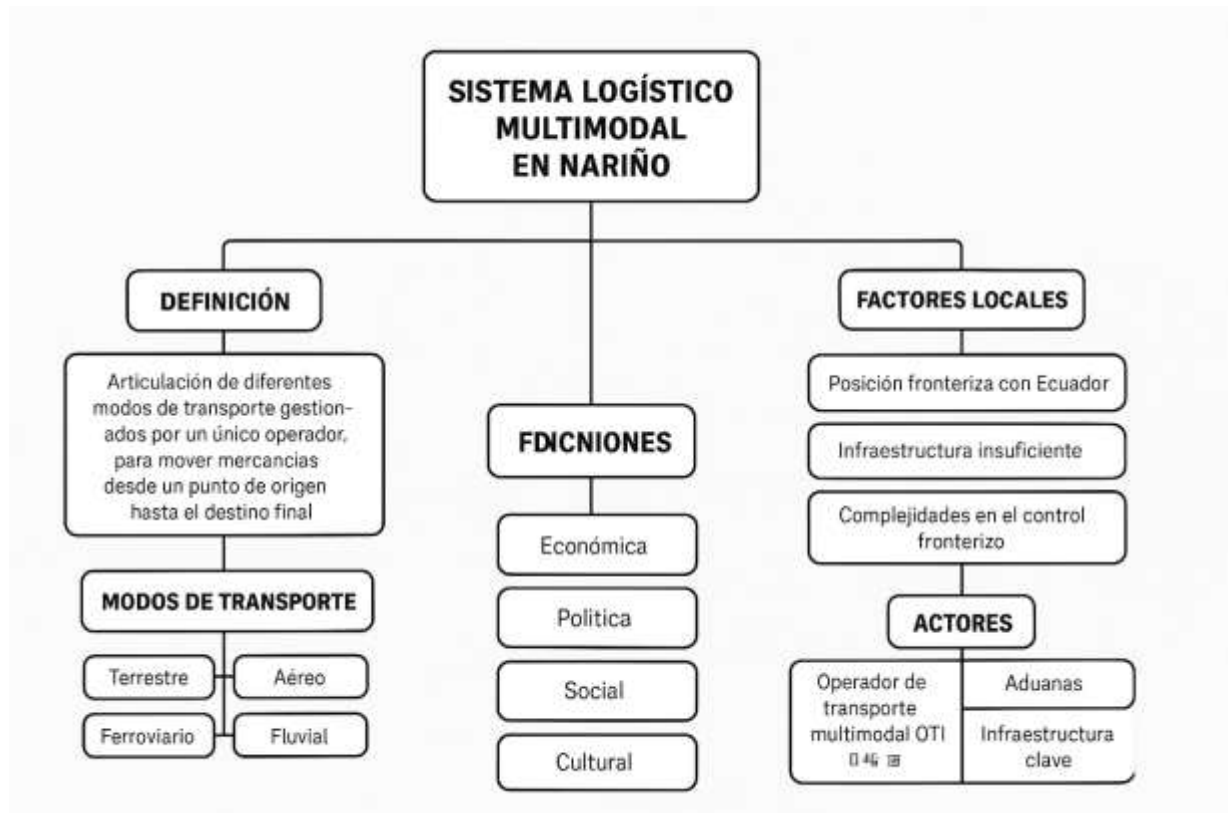 SISTEMA LOGÍSTICO
MULTIMODAL
EN NARIÑO
DEFINICIÓN
Articulación de diferentes
modos de transporte gestion-
ados por un único operador,
para mover mercancias
desde un punto de origen
hasta el destino final
MODOS DE TRANSPORTE
Terrestre
Aéreo
Ferroviario
Fluvial
Económica
Politica
Social
Cultural
FACTORES LOCALES
Posición fronteriza con Ecuador
Infraestructura insuficiente
Complejidades en el control
fronterizo
ACTORES
Operador de
transporte
multimodal OTI
Aduanas
Infraestructura
clave